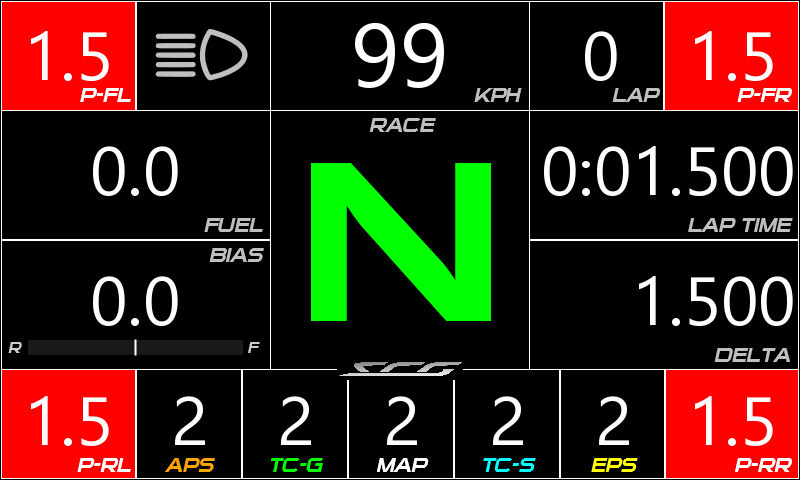 1.5
P-FL
99
KPH
0
LAP
1.5
P-FR
0.0
FUEL
RACE
N
0:01.500
LAP TIME
BIAS
0.0
R F
1.500
DELTA
SCG
1.5
P-RL
2
APS
2
TC-G
2
MAP
2
TC-S
2
EPS
1.5
P-RR